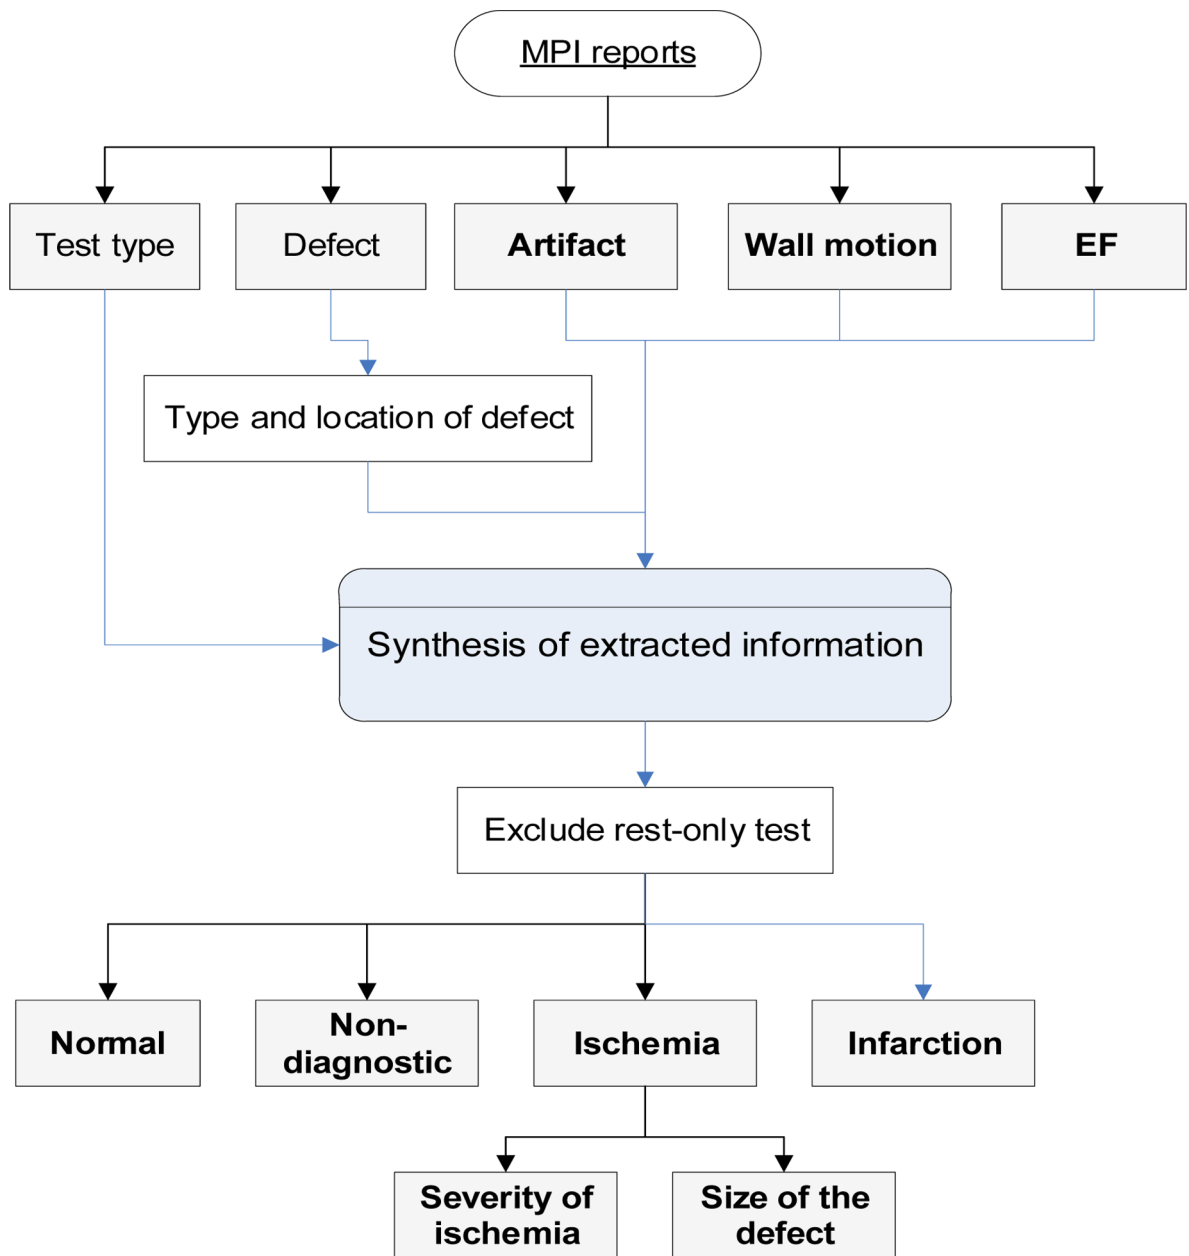 MPI reports
Test type
Defect
Artifact
Wall motion
EF
Type and location of defect
Synthesis of extracted information
Exclude rest-only test
Normal
Non-
diagnostic
Ischemia
Infarction
Severity of
ischemia
Size of the
defect